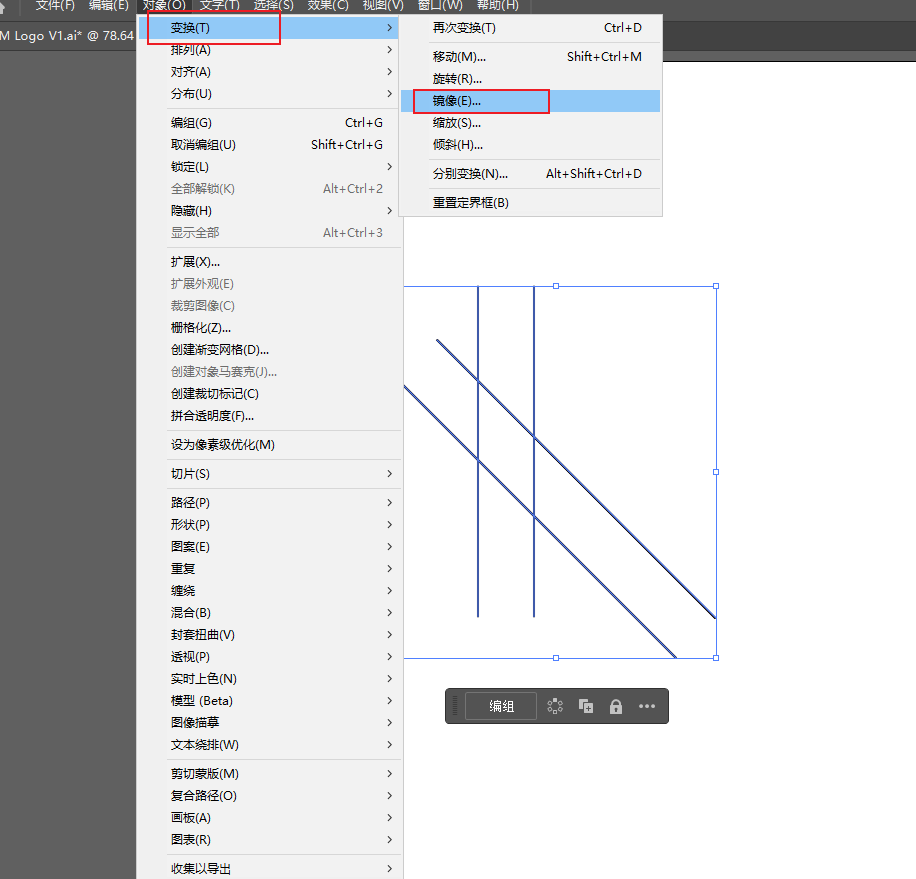 文件(F) 编辑(E) 对象(O) 文字(T) 选择(S) 效果(C) 视图(V) 窗口(W) 帮助(H)
M Logo V1.ai* @ 78.64
变换(T)
排列(A)
对齐(A)
分布(U)
编组(G) Ctrl+G
取消编组(U) Shift+Ctrl+G
锁定(L)
全部解锁(K) Alt+Ctrl+2
隐藏(H)
显示全部 Alt+Ctrl+3
扩展(X)...
扩展外观(E)
裁剪图像(C)
栅格化(Z)...
创建渐变网格(D)...
创建对象马赛克(J)...
创建裁切标记(C)
拼合透明度(F)...
设为像素级优化(M)
切片(S)
路径(P)
形状(P)
图案(E)
重复
缠绕
混合(B)
封套扭曲(V)
透视(P)
实时上色(N)
模型 (Beta)
图像描摹
文本绕排(W)
剪切蒙版(M)
复合路径(O)
画板(A)
图表(R)
收集以导出
再次变换(T) Ctrl+D
移动(M)... Shift+Ctrl+M
旋转(R)...
镜像(E)...
缩放(S)...
倾斜(H)...
分别变换(N)... Alt+Shift+Ctrl+D
重置定界框(B)
编组